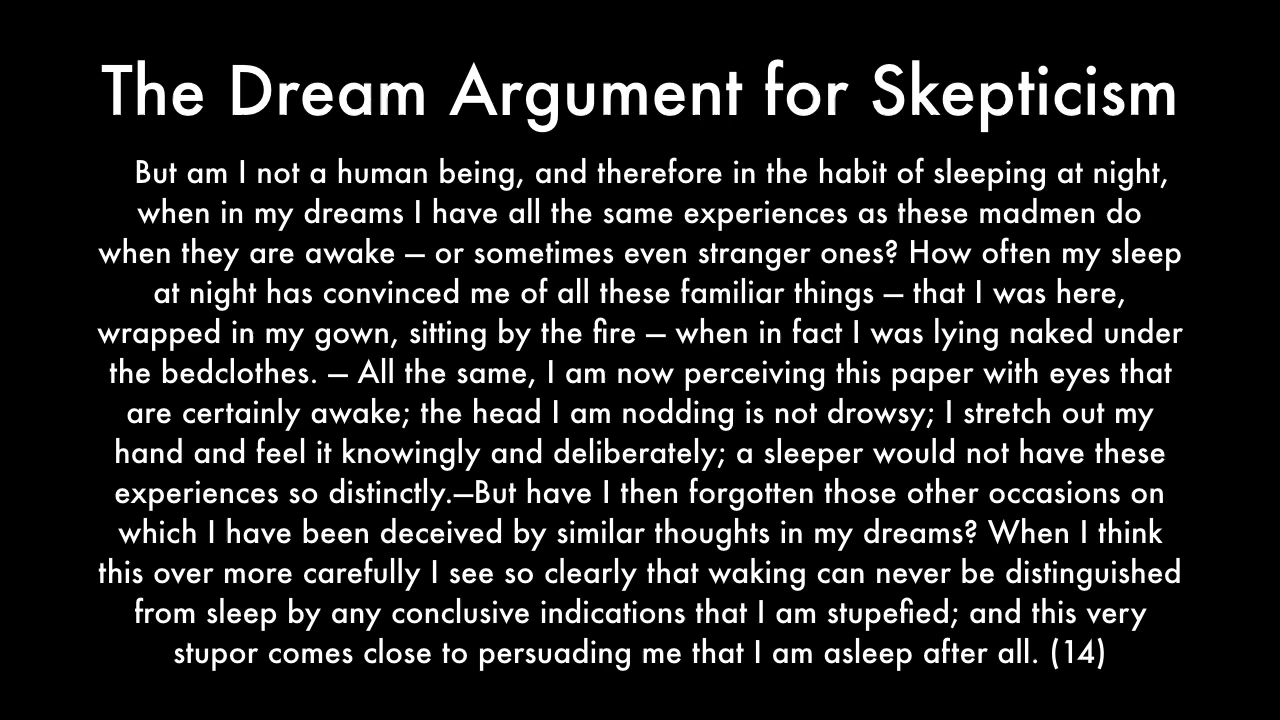 The Dream Argument for Skepticism
But am I not a human being, and therefore in the habit of sleeping at night,
when in my dreams I have all the same experiences as these madmen do
when they are awake — or sometimes even stranger ones? How often my sleep
at night has convinced me of all these familiar things — that I was here,
wrapped in my gown, sitting by the fire — when in fact I was lying naked under
the bedclothes. — All the same, I am now perceiving this paper with eyes that
are certainly awake; the head I am nodding is not drowsy; I stretch out my
hand and feel it knowingly and deliberately; a sleeper would not have these
experiences so distinctly.—But have I then forgotten those other occasions on
which I have been deceived by similar thoughts in my dreams? When I think
this over more carefully I see so clearly that waking can never be distinguished
from sleep by any conclusive indications that I am stupefied; and this very
stupor comes close to persuading me that I am asleep after all. (14)